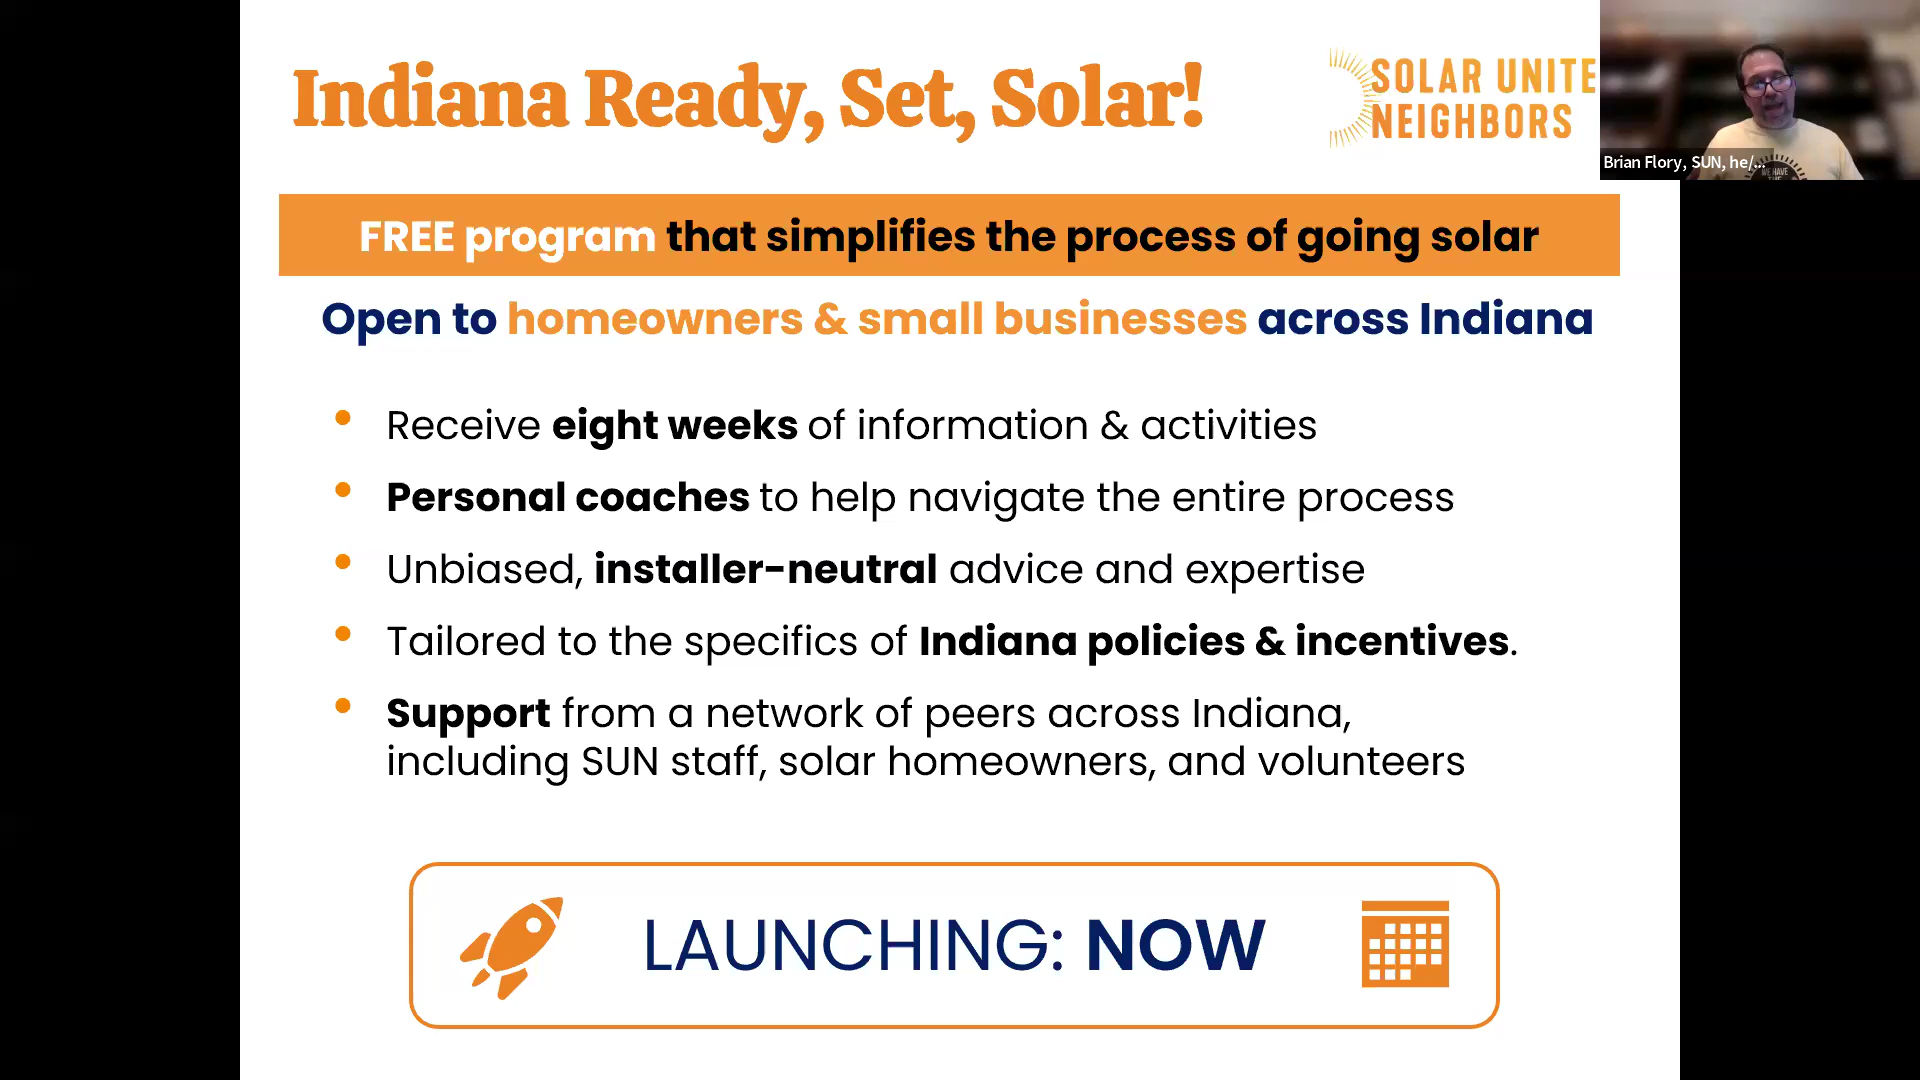 Indiana Ready, Set, Solar!
SOLAR UNITE
NEIGHBORS
Brian Flory, SUN, he/...
WE HAVE
THE
FREE program that simplifies the process of going solar
Open to homeowners & small businesses across Indiana
• Receive eight weeks of information & activities
• Personal coaches to help navigate the entire process
• Unbiased, installer-neutral advice and expertise
• Tailored to the specifics of Indiana policies & incentives.
• Support from a network of peers across Indiana,
including SUN staff, solar homeowners, and volunteers
LAUNCHING: NOW